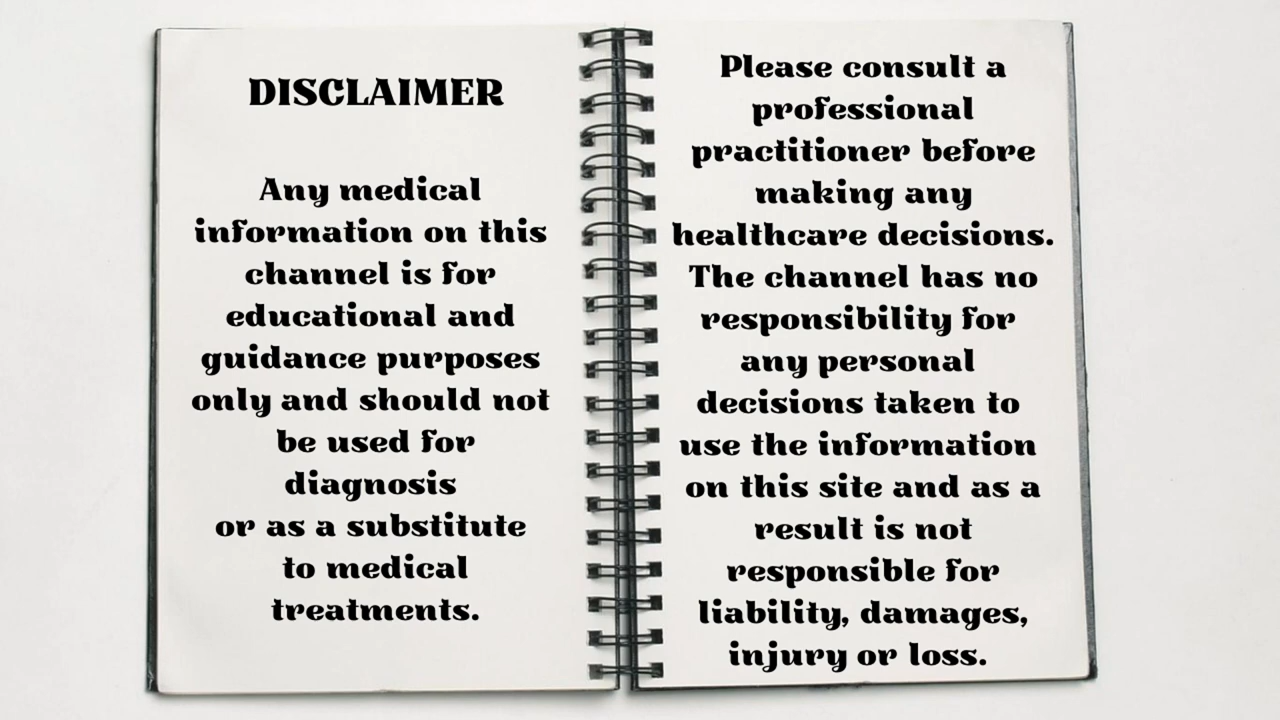 DISCLAIMER
Any medical
information on this
channel is for
educational and
guidance purposes
only and should not
be used for
diagnosis
or as a substitute
to medical
treatments.
Please consult a
professional
practitioner before
making any
healthcare decisions.
The channel has no
responsibility for
any personal
decisions taken to
use the information
on this site and as a
result is not
responsible for
liability, damages,
injury or loss.